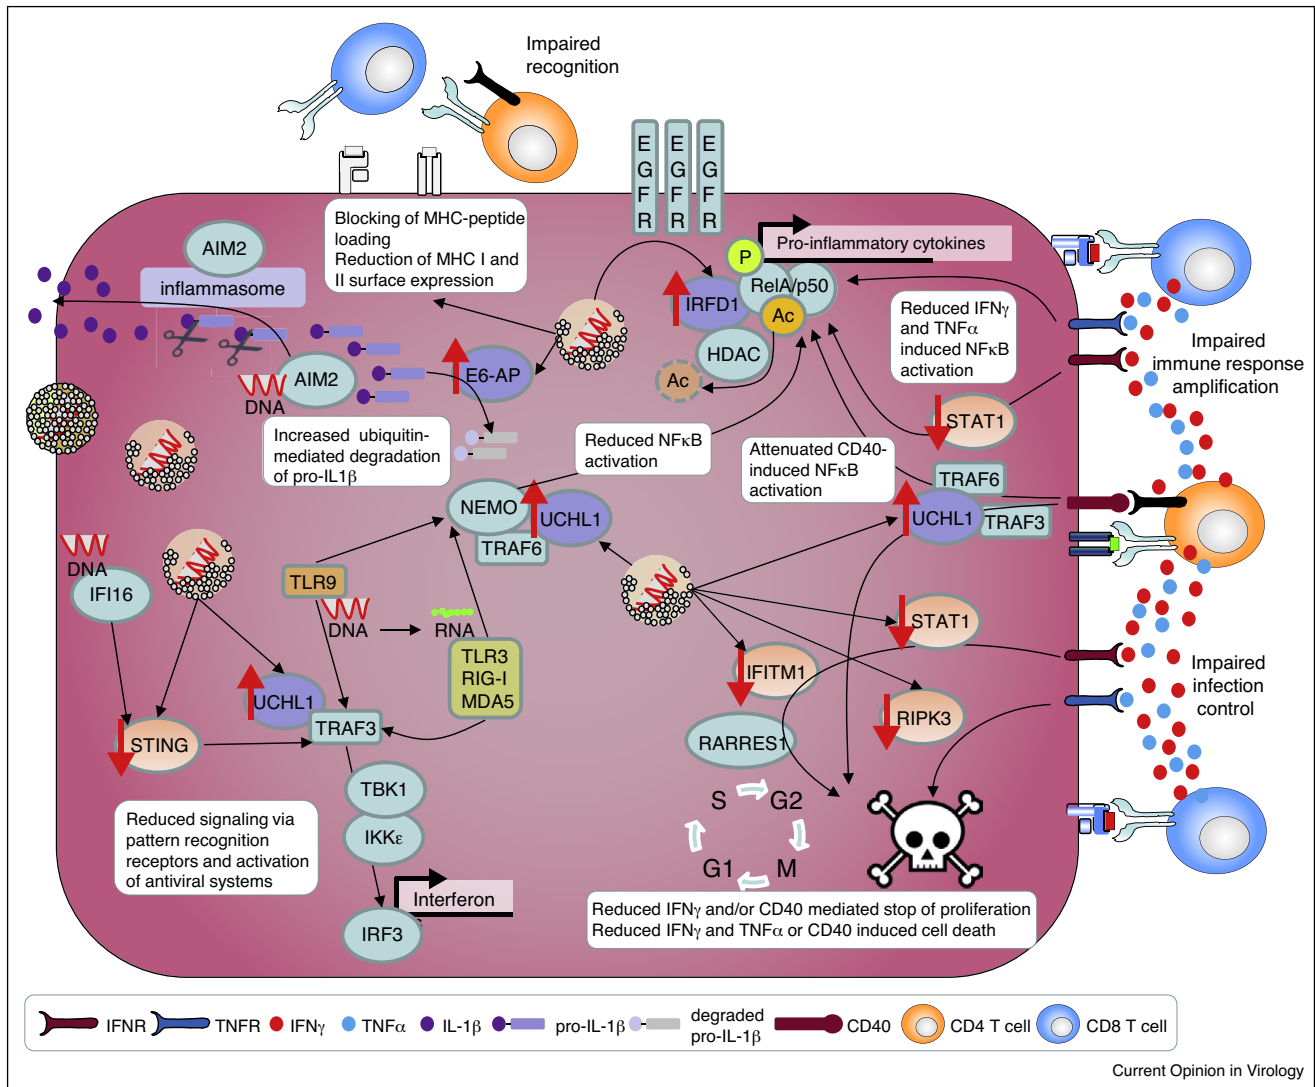 Impaired
recognition
E
G
F
R
E
G
F
R
E
G
F
R
Blocking of MHC-peptide
loading
Reduction of MHC I and
II surface expression
AIM2
inflammasome
P
Pro-inflammatory cytokines
RelA/p50
IRFD1
Ac
HDAC
Ac
Reduced IFNγ
and TNFα
induced NFκB
activation
Impaired
immune response
amplification
AIM2
DNA
E6-AP
STAT1
Increased ubiquitin-
mediated degradation
of pro-IL1β
Reduced NFκB
activation
Attenuated CD40-
induced NFκB
activation
TRAF6
UCHL1
TRAF3
NEMO
UCHL1
TRAF6
DNA
IFI16
TLR9
DNA
RNA
TLR3
RIG-I
MDA5
STAT1
IFITM1
RIPK3
RARRES1
Impaired
infection
control
UCHL1
TRAF3
STING
TBK1
IKKε
Reduced signaling via
pattern recognition
receptors and activation
of antiviral systems
S
G2
G1
M
Interferon
IRF3
Reduced IFNγ and/or CD40 mediated stop of proliferation
Reduced IFNγ and TNFα or CD40 induced cell death
IFNR
TNFR
IFNγ
TNFα
IL-1β
pro-IL-1β
degraded
pro-IL-1β
CD40
CD4 T cell
CD8 T cell
Current Opinion in Virology